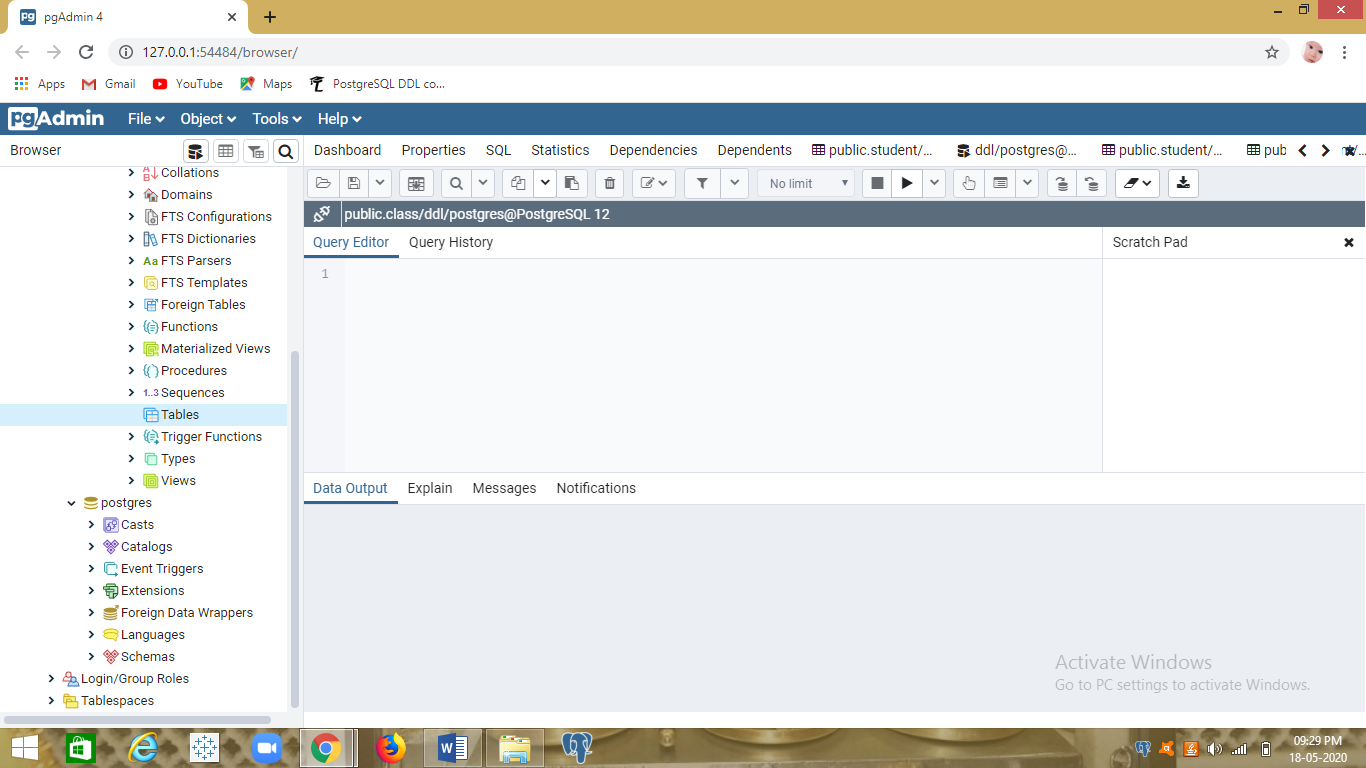 pgAdmin 4
127.0.0.1:54484/browser/
Apps Gmail YouTube Maps PostgreSQL DDL co...
pgAdmin File Object Tools Help
Browser
Dashboard Properties SQL Statistics Dependencies Dependents public.student/... ddl/postgres@... public.student/... pub
No limit
public.class/ddl/postgres@PostgreSQL 12
Query Editor Query History
Scratch Pad
1
Collations
Domains
FTS Configurations
FTS Dictionaries
Aa FTS Parsers
FTS Templates
Foreign Tables
Functions
Materialized Views
Procedures
1..3 Sequences
Tables
Trigger Functions
Types
Views
postgres
Casts
Catalogs
Event Triggers
Extensions
Foreign Data Wrappers
Languages
Schemas
Login/Group Roles
Tablespaces
Data Output Explain Messages Notifications
Activate Windows
Go to PC settings to activate Windows.
09:29 PM
18-05-2020